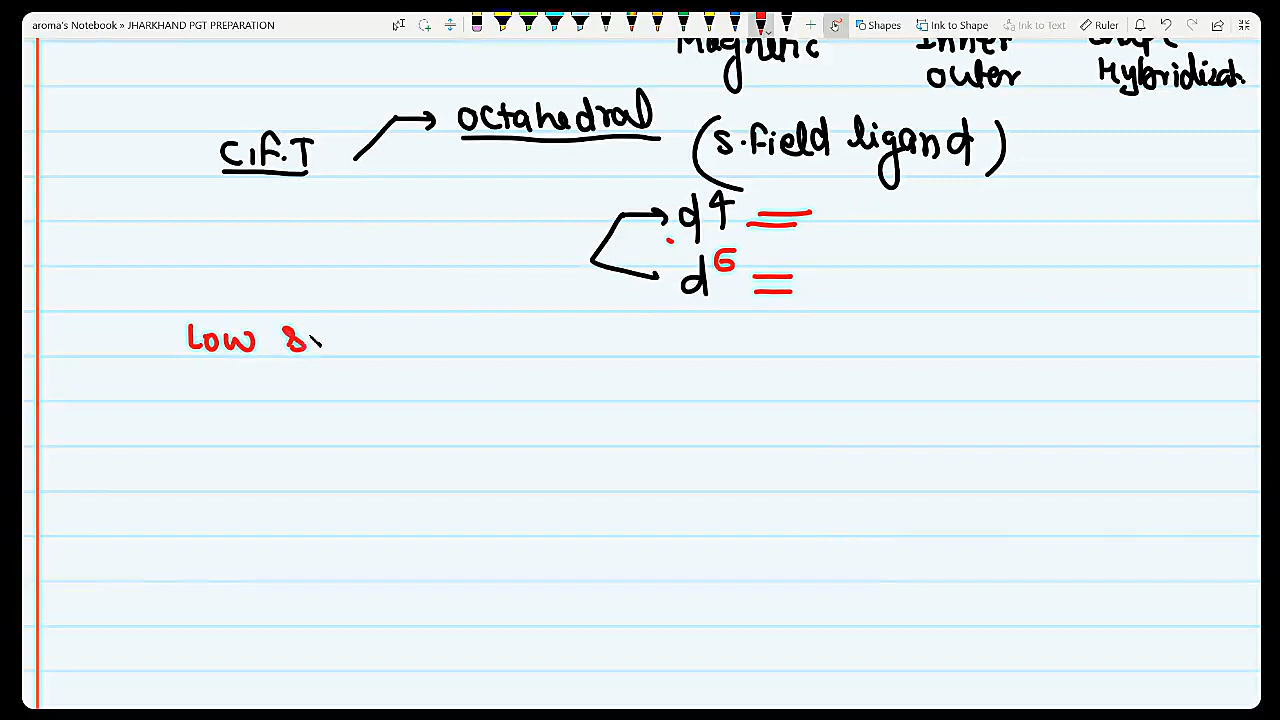 aroma's Notebook » JHARKHAND PGT PREPARATION
Shapes Ink to Shape Ink to Text Ruler
Magnetic Inner
outer Hybridizat
C.F.T octahedral (S.field ligand)
d4
d6
Low s